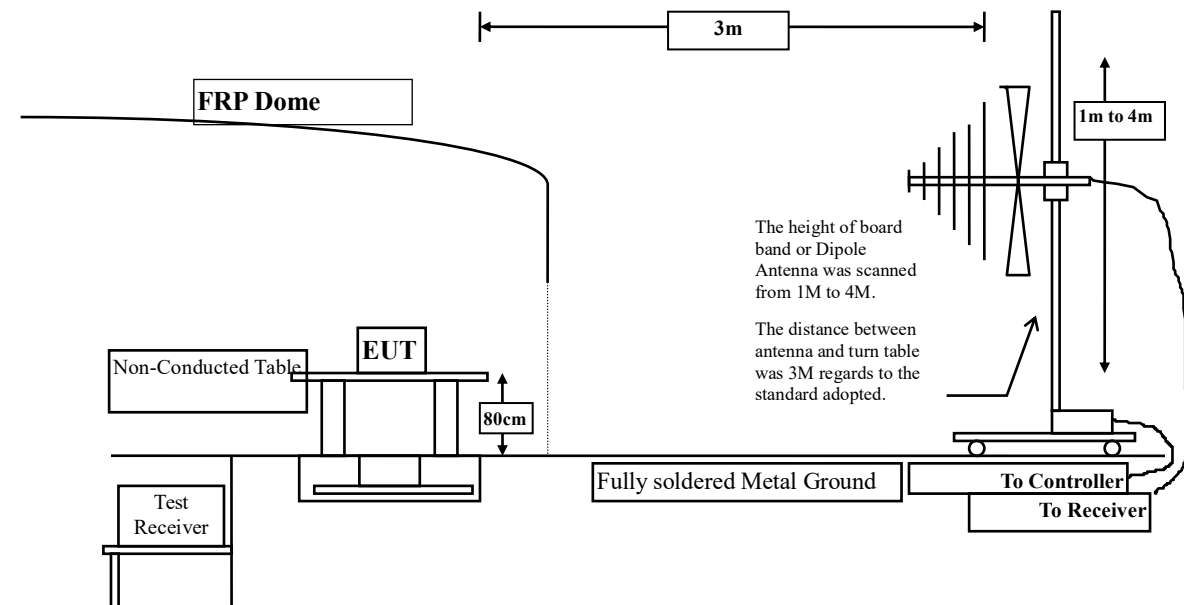 3m
FRP Dome
1m to 4m
The height of board
band or Dipole
Antenna was scanned
from 1M to 4M.
The distance between
antenna and turn table
was 3M regards to the
standard adopted.
EUT
Non-Conducted Table
80cm
Fully soldered Metal Ground
To Controller
To Receiver
Test
Receiver